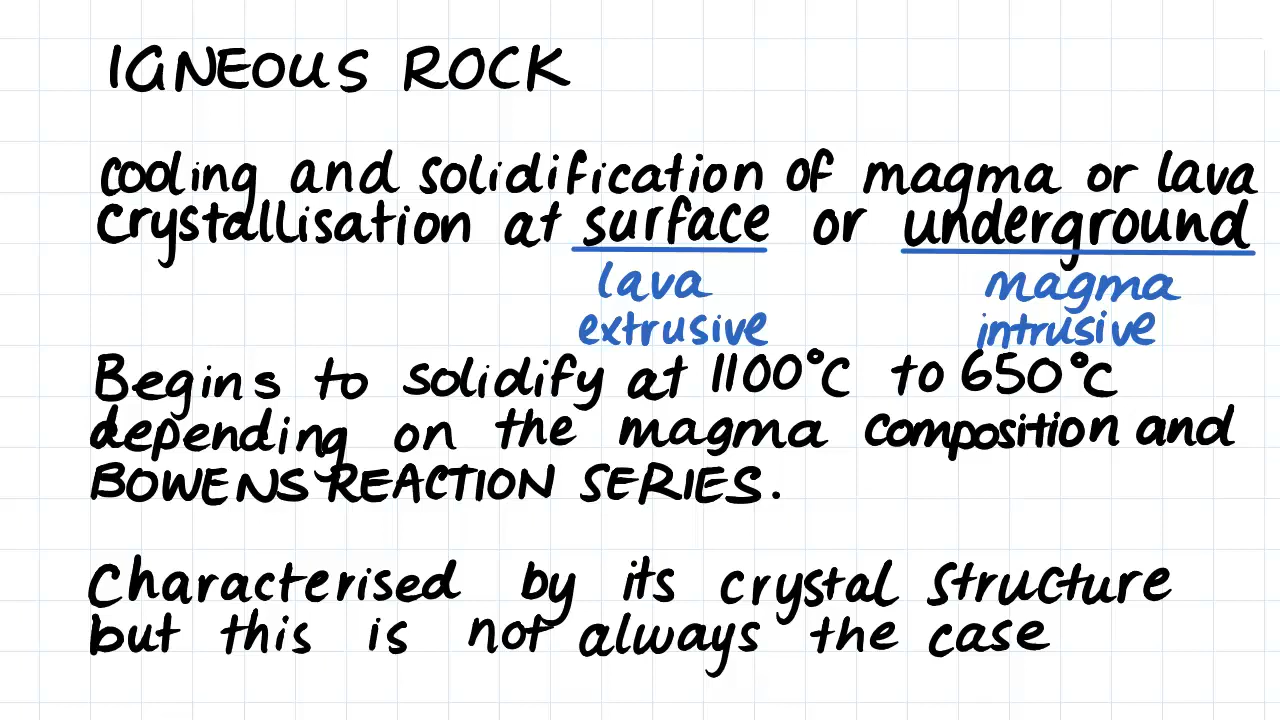 IGNEOUS ROCK
cooling and solidification of magma or lava
crystallisation at surface or underground
lava magma
extrusive intrusive
Begins to solidify at 1100°C to 650°C
depending on the magma composition and
BOWENS REACTION SERIES.
Characterised by its crystal structure
but this is not always the case